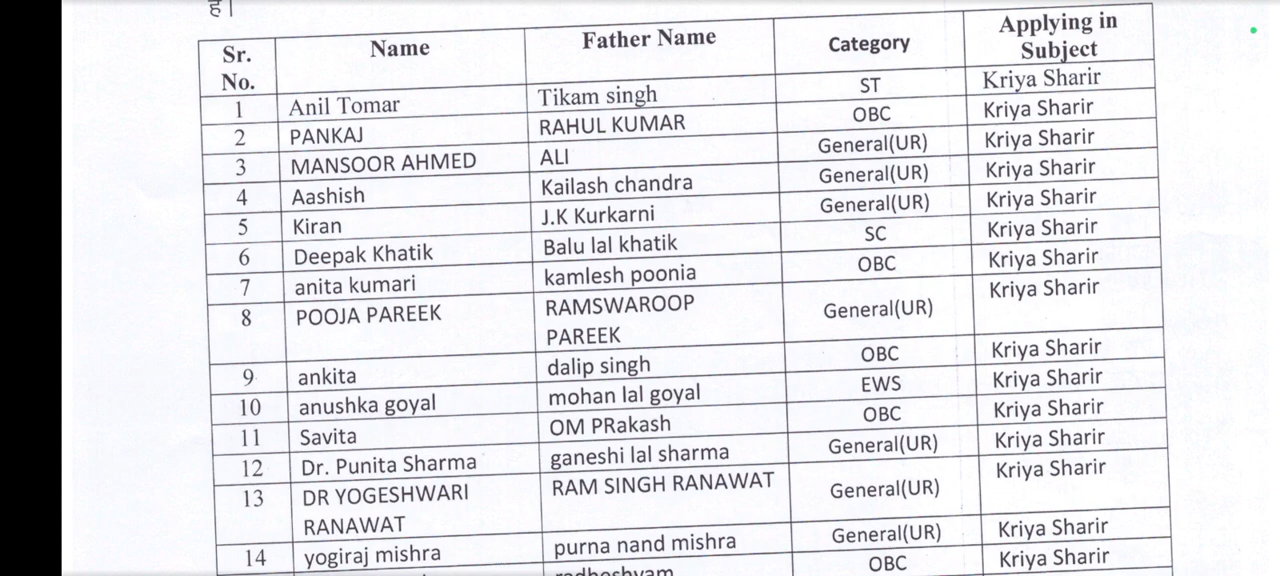 है।
Sr. No. Name Father Name Category Applying in Subject
1 Anil Tomar Tikam singh ST Kriya Sharir
2 PANKAJ RAHUL KUMAR OBC Kriya Sharir
3 MANSOOR AHMED ALI General(UR) Kriya Sharir
4 Aashish Kailash chandra General(UR) Kriya Sharir
5 Kiran J.K Kurkarni General(UR) Kriya Sharir
6 Deepak Khatik Balu lal khatik SC Kriya Sharir
7 anita kumari kamlesh poonia OBC Kriya Sharir
8 POOJA PAREEK RAMSWAROOP PAREEK General(UR) Kriya Sharir
9 ankita dalip singh OBC Kriya Sharir
10 anushka goyal mohan lal goyal EWS Kriya Sharir
11 Savita OM PRakash OBC Kriya Sharir
12 Dr. Punita Sharma ganeshi lal sharma General(UR) Kriya Sharir
13 DR YOGESHWARI RANAWAT RAM SINGH RANAWAT General(UR) Kriya Sharir
14 yogiraj mishra purna nand mishra General(UR) Kriya Sharir
radheshyam OBC Kriya Sharir